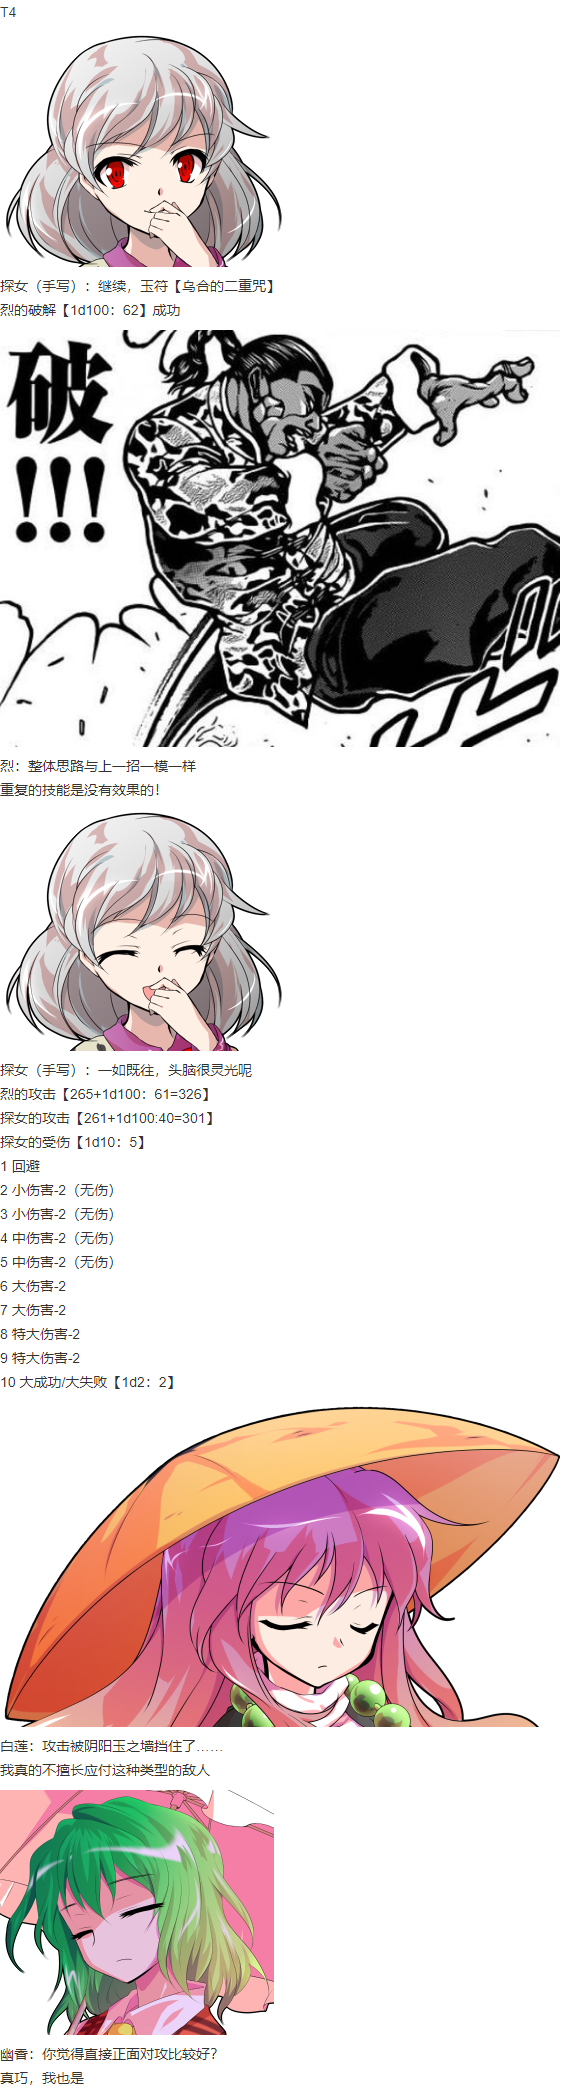 T4
探女（手写）：继续，玉符【乌合的二重咒】
烈的破解【1d100：62】成功
破
!!!
烈：整体思路与上一招一模一样
重复的技能是没有效果的！
探女（手写）：一如既往，头脑很灵光呢
烈的攻击【265+1d100：61=326】
探女的攻击【261+1d100:40=301】
探女的受伤【1d10：5】
1 回避
2 小伤害-2（无伤）
3 小伤害-2（无伤）
4 中伤害-2（无伤）
5 中伤害-2（无伤）
6 大伤害-2
7 大伤害-2
8 特大伤害-2
9 特大伤害-2
10 大成功/大失败【1d2：2】
白莲：攻击被阴阳玉之墙挡住了……
我真的不擅长应付这种类型的敌人
幽香：你觉得直接正面对攻比较好？
真巧，我也是